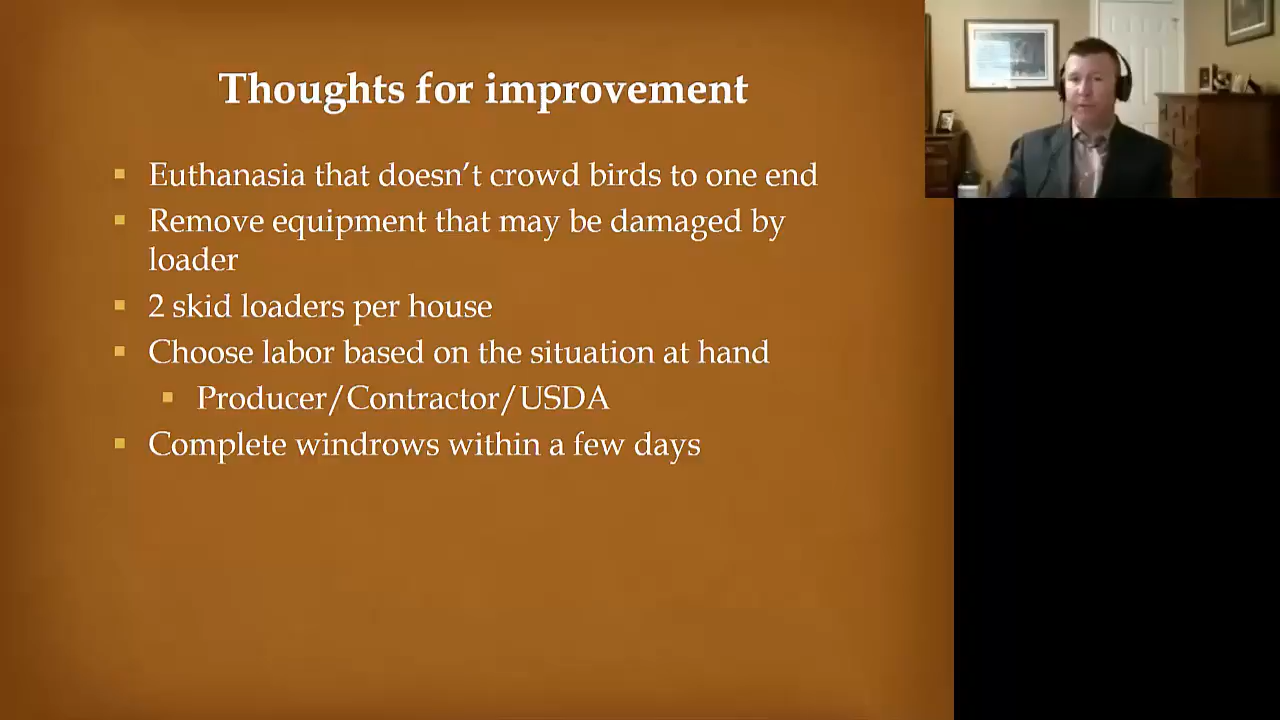 Thoughts for improvement
Euthanasia that doesn’t crowd birds to one end
Remove equipment that may be damaged by
loader
2 skid loaders per house
Choose labor based on the situation at hand
Producer/Contractor/USDA
Complete windrows within a few days